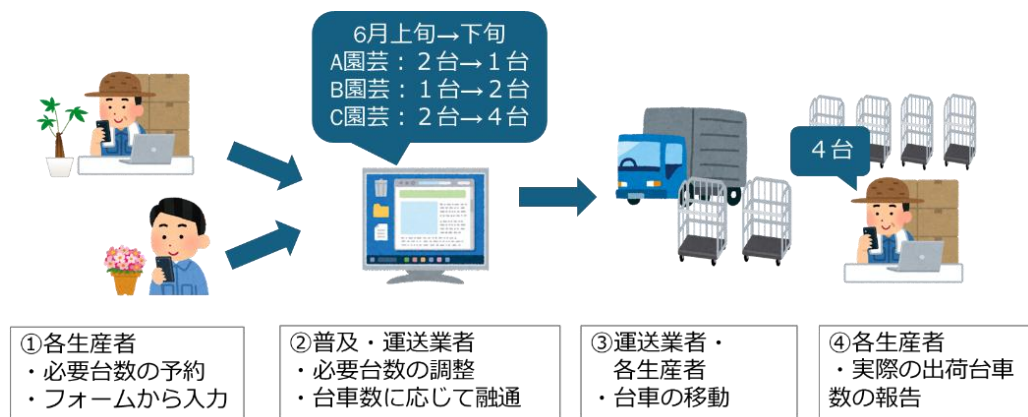 6月上旬→下旬
A園芸：２台→１台
B園芸：１台→２台
C園芸：２台→４台
４台
①各生産者
・必要台数の予約
・フォームから入力
②普及・運送業者
・必要台数の調整
・台車数に応じて融通
③運送業者・
各生産者
・台車の移動
④各生産者
・実際の出荷台車
数の報告